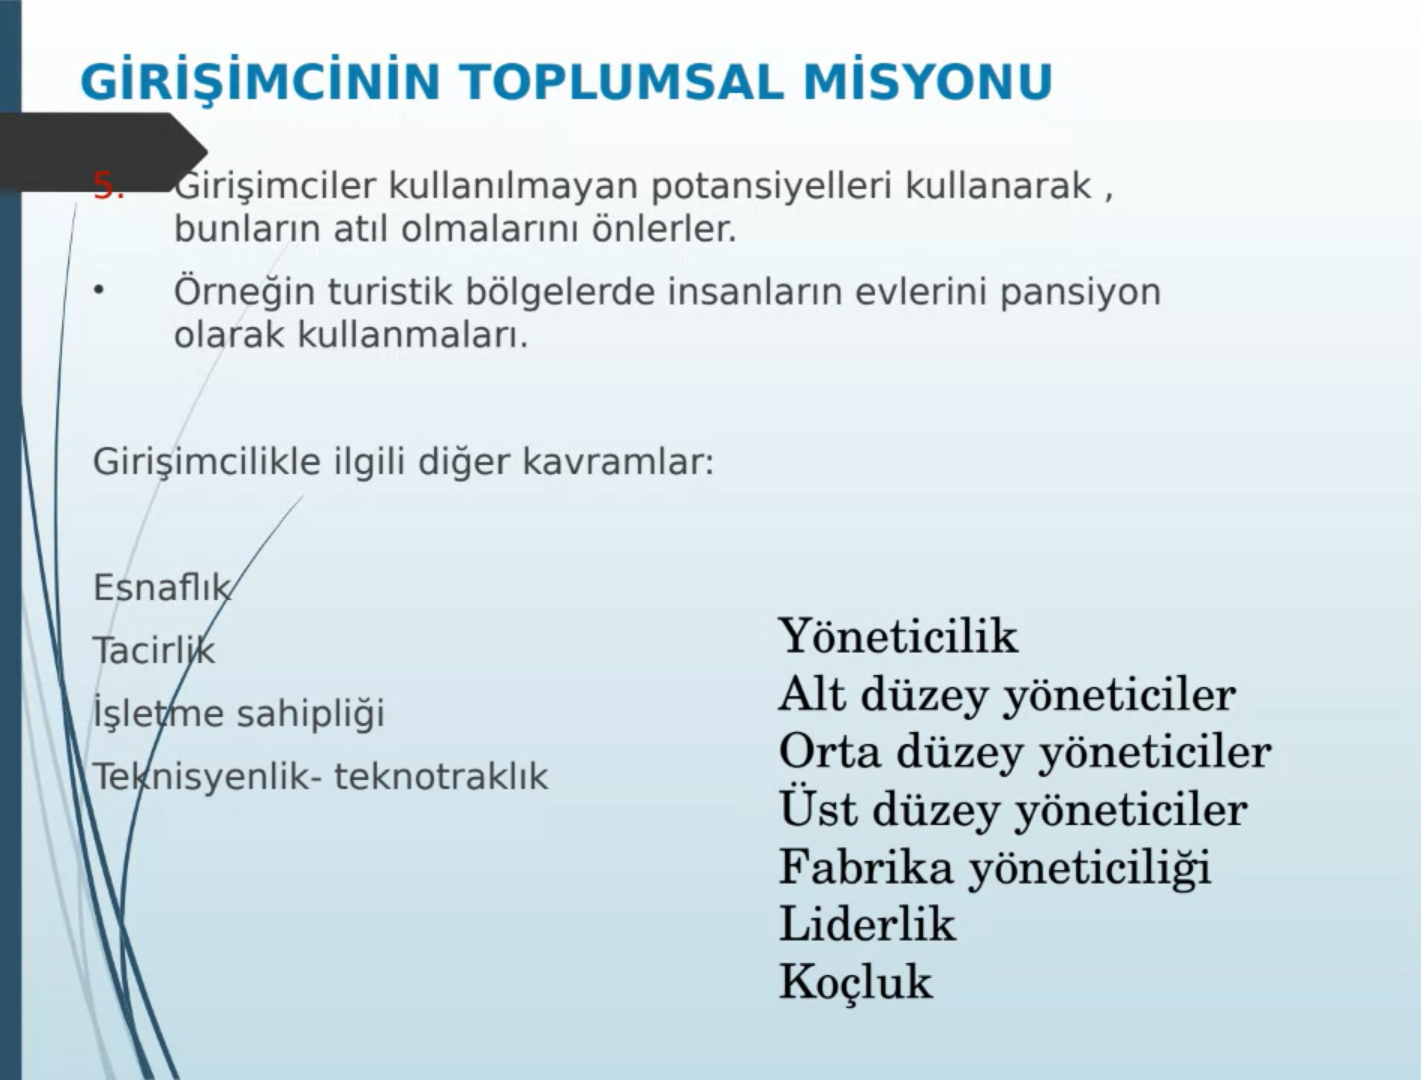 GİRİŞİMCİNİN TOPLUMSAL MİSYONU
5. Girişimciler kullanılmayan potansiyelleri kullanarak ,
bunların atıl olmalarını önlerler.
• Örneğin turistik bölgelerde insanların evlerini pansiyon
olarak kullanmaları.
Girişimcilikle ilgili diğer kavramlar:
Esnaflık
Tacirlik
İşletme sahipliği
Teknisyenlik- teknotraklık
Yöneticilik
Alt düzey yöneticiler
Orta düzey yöneticiler
Üst düzey yöneticiler
Fabrika yöneticiliği
Liderlik
Koçluk